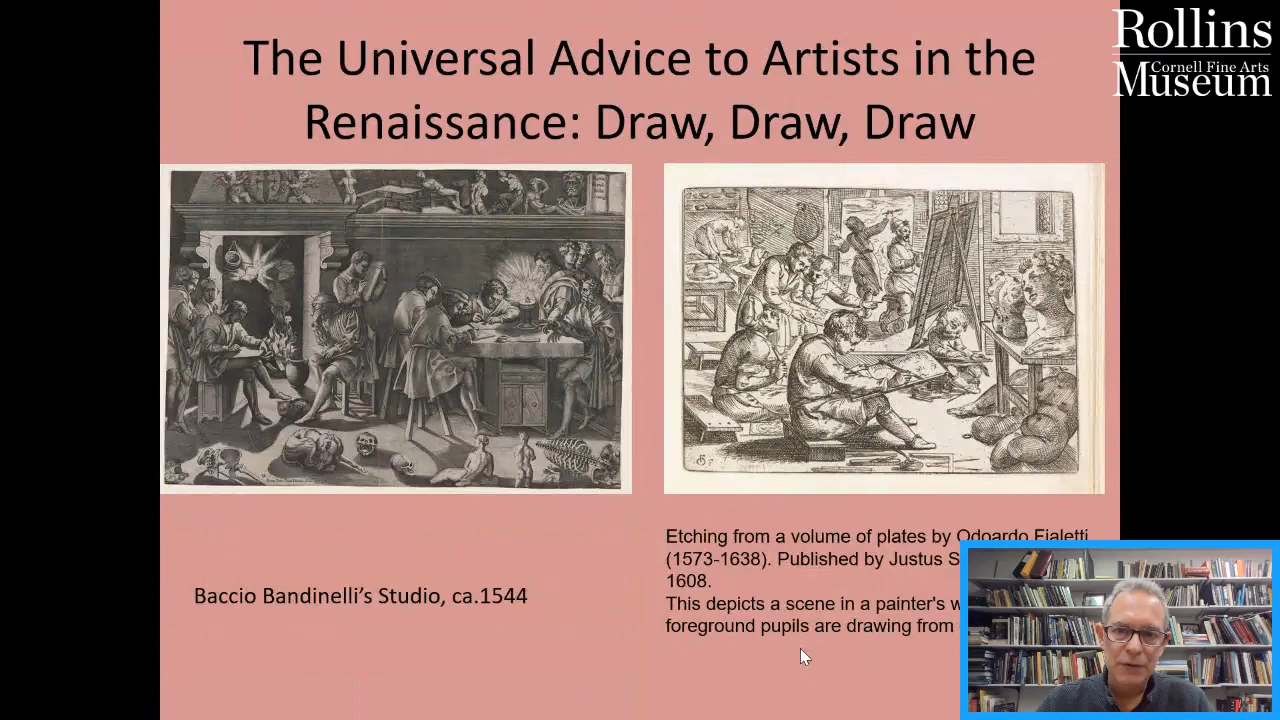 The Universal Advice to Artists in the
Renaissance: Draw, Draw, Draw
Rollins
Cornell Fine Arts
Museum
Baccio Bandinelli’s Studio, ca.1544
Etching from a volume of plates by Odoardo Fialetti
(1573-1638). Published by Justus
1608.
This depicts a scene in a painter's
foreground pupils are drawing from